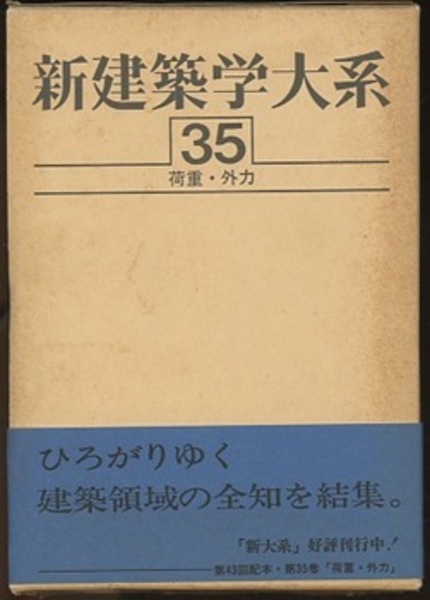 新建築学大系
35
荷重・外力
ひろがりゆく
建築領域の全知を結集。
「新大系」好評刊行中!
第43回配本・第35巻「荷重・外力」